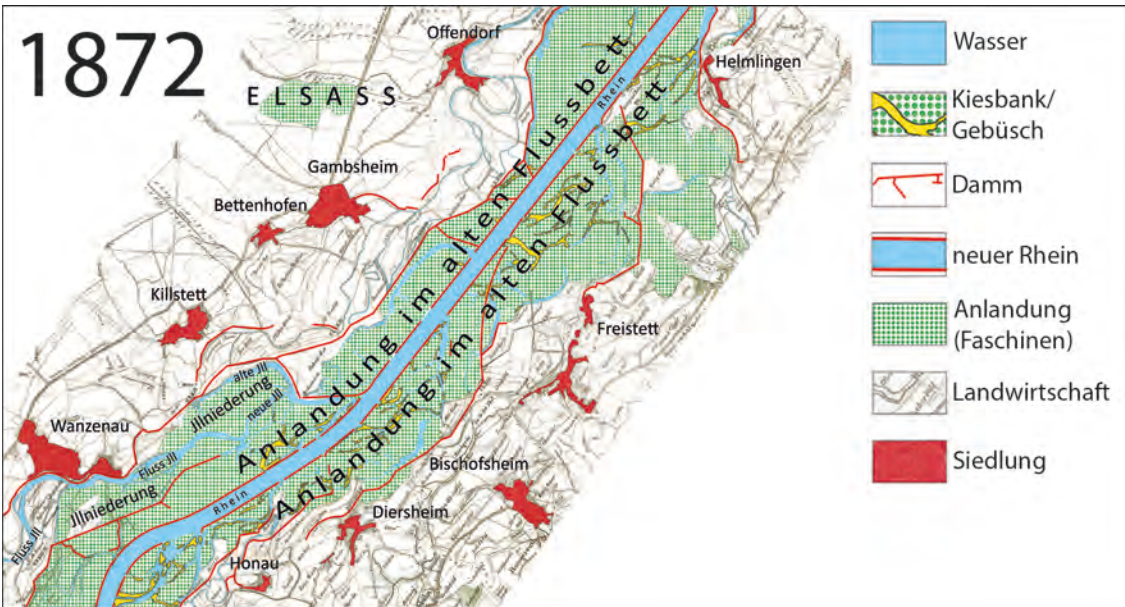 1872
ELSASS
Offendorf
Helmlingen
Gambsheim
Bettenhofen
Killstett
Wanzenau
Freistett
Bischofsheim
Diersheim
Honau
Rhein
Rhein
Anlandung im alten Flussbett
Anlandung im alten Flussbett
alte Jll
neue Jll
Jllniederung
Jllniederung
Fluss Jll
Fluss Jll
Wasser
Kiesbank/
Gebüsch
Damm
neuer Rhein
Anlandung
(Faschinen)
Landwirtschaft
Siedlung